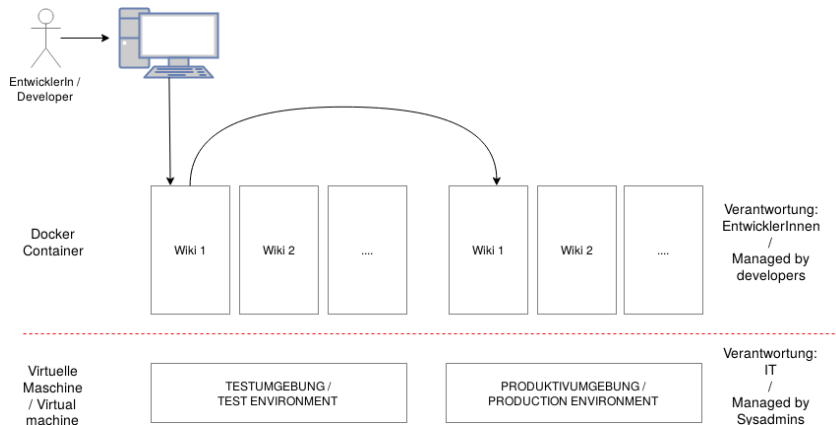 EntwicklerIn /
Developer
Docker
Container
Wiki 1
Wiki 2
....
Wiki 1
Wiki 2
....
Verantwortung:
EntwicklerInnen
/
Managed by
developers
Virtuelle
Maschine
/ Virtual
machine
TESTUMGEBUNG /
TEST ENVIRONMENT
PRODUKTIVUMGEBUNG /
PRODUCTION ENVIRONMENT
Verantwortung:
IT
/
Managed by
Sysadmins